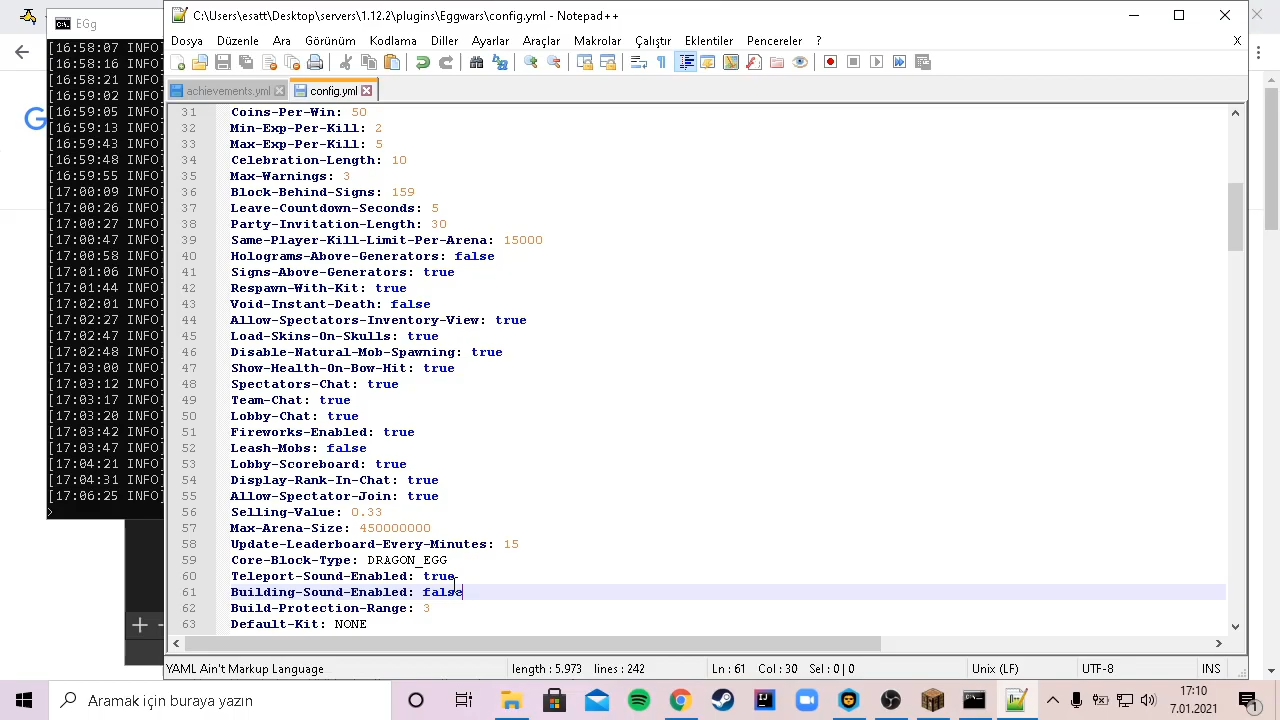 EGg
C:\Users\esatt\Desktop\servers\1.12.2\plugins\Eggwars\config.yml - Notepad++
Dosya Düzenle Ara Görünüm Kodlama Diller Ayarlar Araçlar Makrolar Çalıştır Eklentiler Pencereler ? X
achievements.yml config.yml
[16:58:07 INFO]
[16:58:16 INFO]
[16:58:21 INFO]
[16:59:02 INFO]
[16:59:05 INFO]
[16:59:13 INFO]
[16:59:43 INFO]
[16:59:48 INFO]
[16:59:55 INFO]
[17:00:09 INFO]
[17:00:26 INFO]
[17:00:27 INFO]
[17:00:47 INFO]
[17:00:58 INFO]
[17:01:06 INFO]
[17:01:44 INFO]
[17:02:01 INFO]
[17:02:27 INFO]
[17:02:47 INFO]
[17:02:48 INFO]
[17:03:00 INFO]
[17:03:12 INFO]
[17:03:17 INFO]
[17:03:20 INFO]
[17:03:42 INFO]
[17:03:47 INFO]
[17:04:21 INFO]
[17:04:31 INFO]
[17:06:25 INFO]
>
31 Coins-Per-Win: 50
32 Min-Exp-Per-Kill: 2
33 Max-Exp-Per-Kill: 5
34 Celebration-Length: 10
35 Max-Warnings: 3
36 Block-Behind-Signs: 159
37 Leave-Countdown-Seconds: 5
38 Party-Invitation-Length: 30
39 Same-Player-Kill-Limit-Per-Arena: 15000
40 Holograms-Above-Generators: false
41 Signs-Above-Generators: true
42 Respawn-With-Kit: true
43 Void-Instant-Death: false
44 Allow-Spectators-Inventory-View: true
45 Load-Skins-On-Skulls: true
46 Disable-Natural-Mob-Spawning: true
47 Show-Health-On-Bow-Hit: true
48 Spectators-Chat: true
49 Team-Chat: true
50 Lobby-Chat: true
51 Fireworks-Enabled: true
52 Leash-Mobs: false
53 Lobby-Scoreboard: true
54 Display-Rank-In-Chat: true
55 Allow-Spectator-Join: true
56 Selling-Value: 0.33
57 Max-Arena-Size: 450000000
58 Update-Leaderboard-Every-Minutes: 15
59 Core-Block-Type: DRAGON_EGG
60 Teleport-Sound-Enabled: true
61 Building-Sound-Enabled: false
62 Build-Protection-Range: 3
63 Default-Kit: NONE
YAML Ain't Markup Language length : 5.973 lines : 242 Ln : 61 Col : 30 Sel : 0 | 0 Unix (LF) UTF-8 INS
Aramak için buraya yazın
17:10
7.01.2021
1